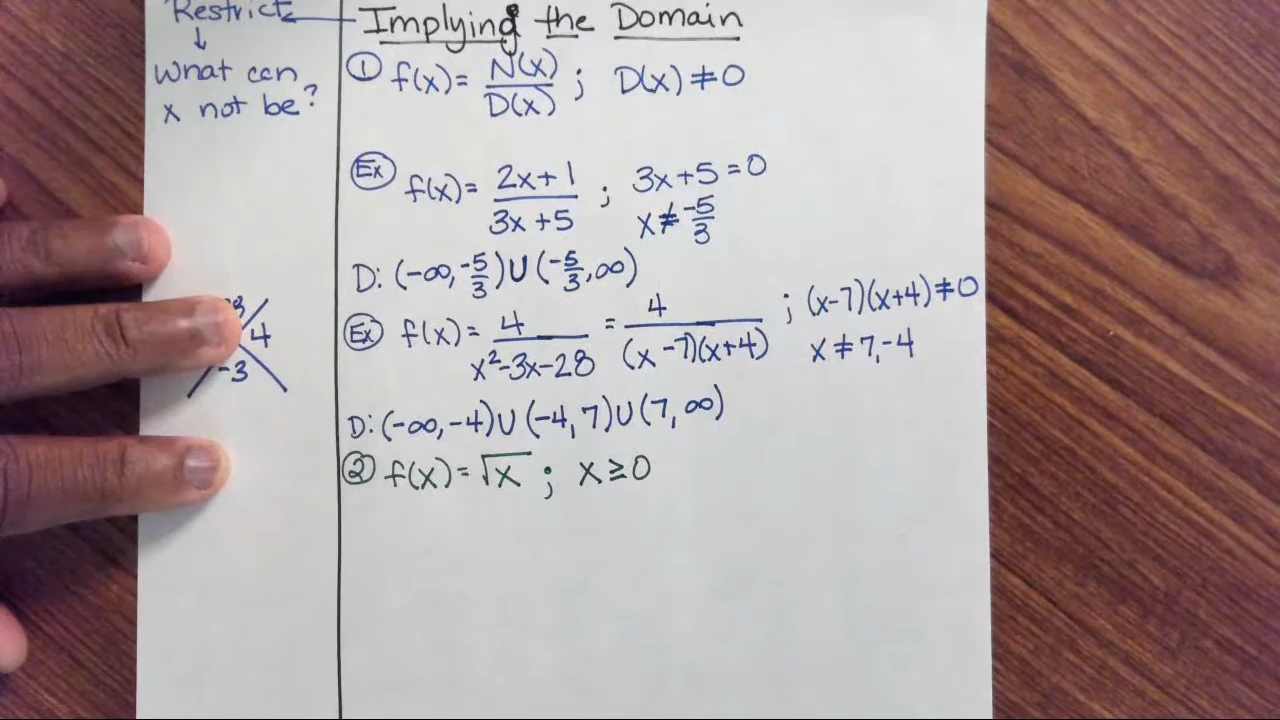 Restrict
↓
What can
x not be?
8
4
-3
Implying the Domain
① f(x) = N(x)/D(x) ; D(x) ≠ 0
Ex f(x) = (2x+1)/(3x+5) ; 3x+5 = 0
x ≠ -5/3
D: (-∞, -5/3) ∪ (-5/3, ∞)
Ex f(x) = 4/(x²-3x-28) = 4/((x-7)(x+4)) ; (x-7)(x+4) ≠ 0
x ≠ 7, -4
D: (-∞, -4) ∪ (-4, 7) ∪ (7, ∞)
② f(x) = √x ; x ≥ 0